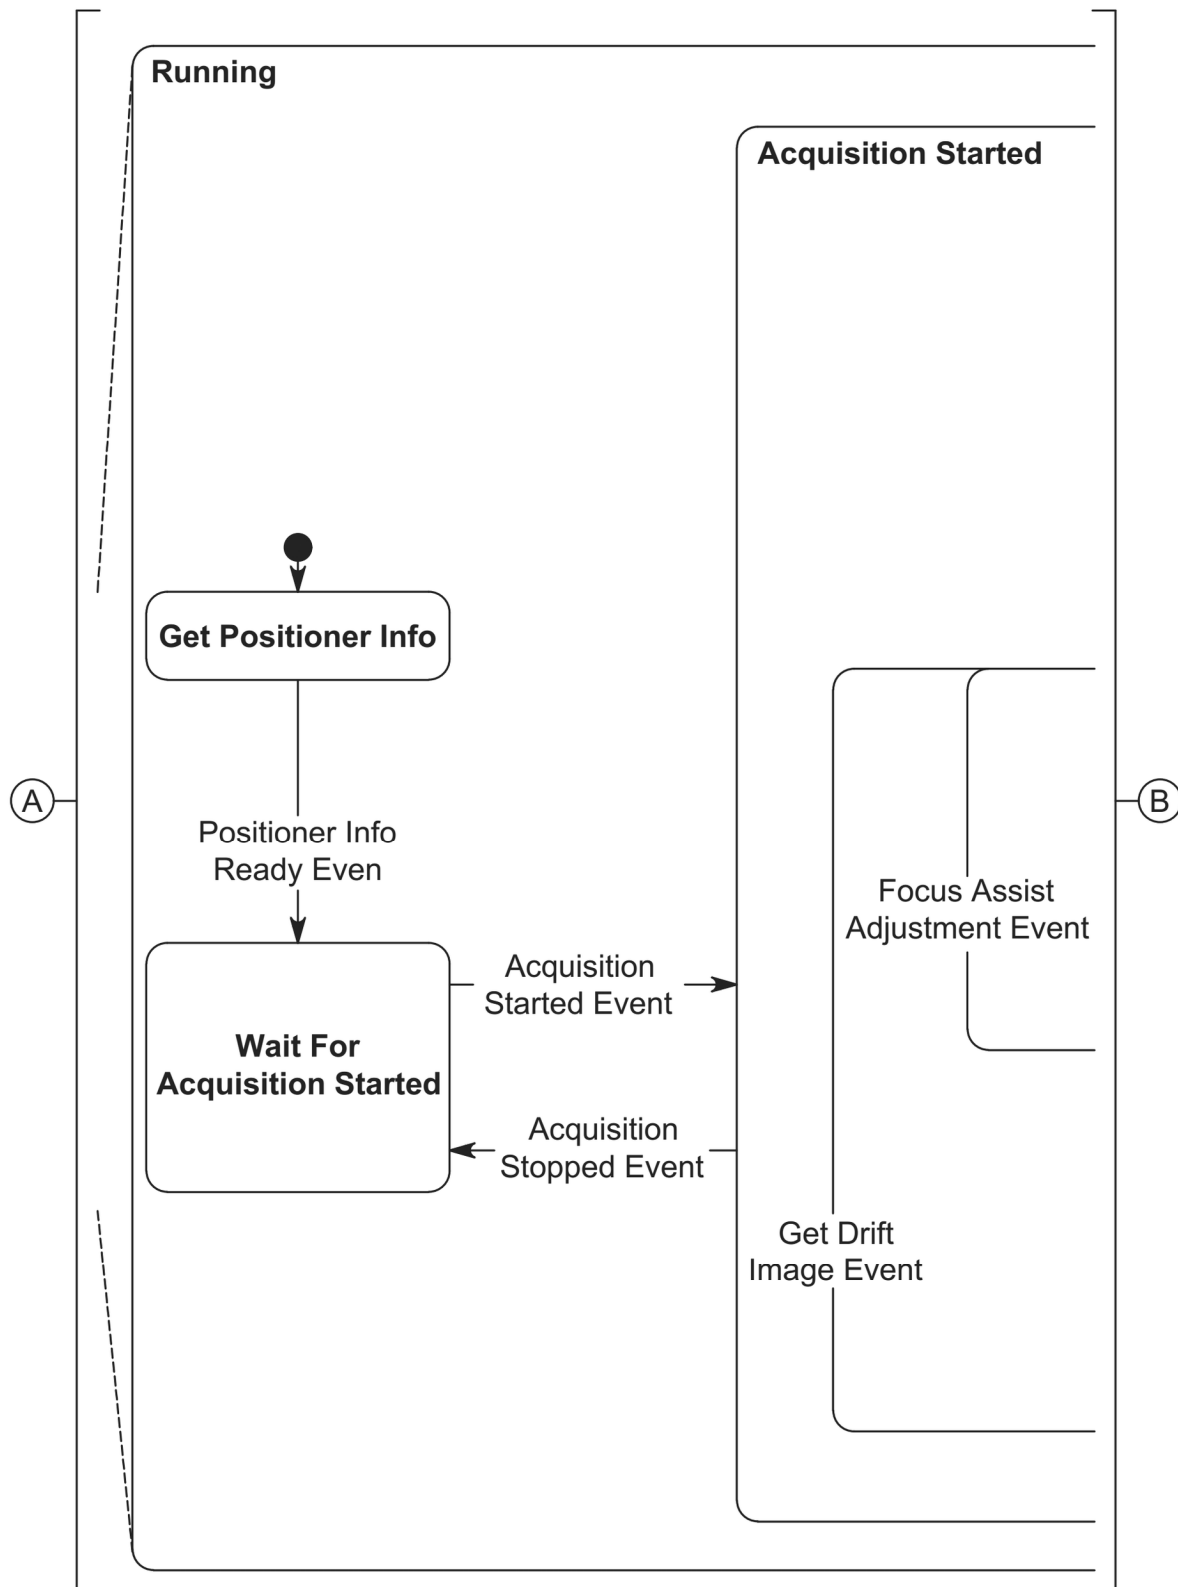 Running
Acquisition Started
Get Positioner Info
A
B
Positioner Info
Ready Even
Focus Assist
Adjustment Event
Acquisition
Started Event
Wait For
Acquisition Started
Acquisition
Stopped Event
Get Drift
Image Event